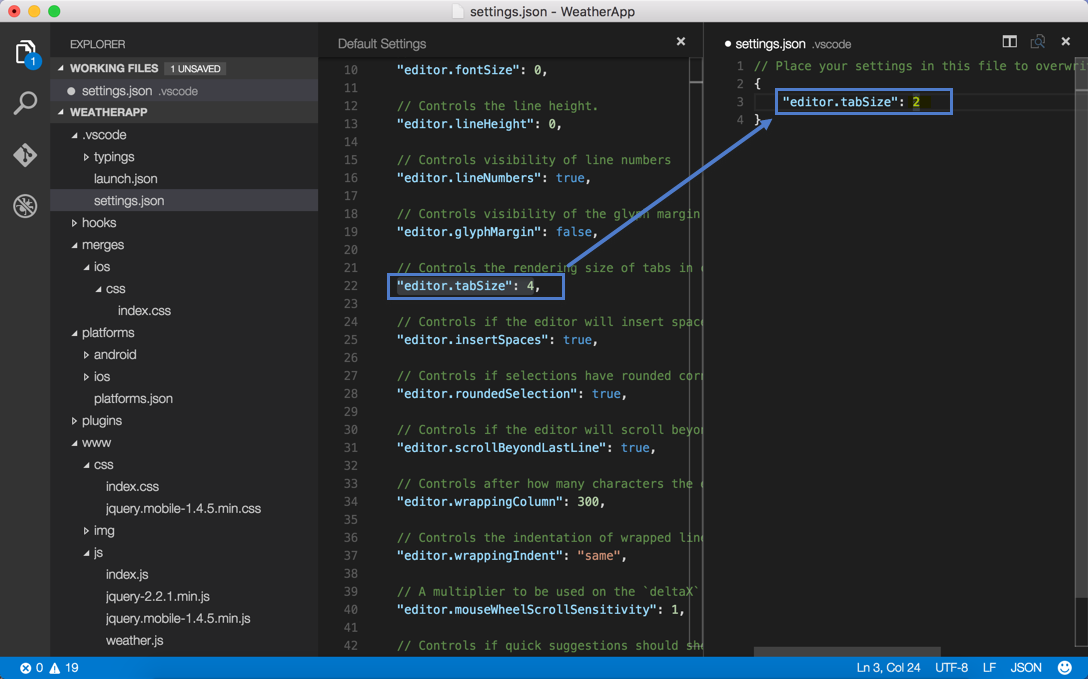 settings.json - WeatherApp
EXPLORER
WORKING FILES 1 UNSAVED
settings.json .vscode
WEATHERAPP
.vscode
typings
launch.json
settings.json
hooks
merges
ios
css
index.css
platforms
android
ios
platforms.json
plugins
www
css
index.css
jquery.mobile-1.4.5.min.css
img
js
index.js
jquery-2.2.1.min.js
jquery.mobile-1.4.5.min.js
weather.js
1
Default Settings
10 "editor.fontSize": 0,
11
12 // Controls the line height.
13 "editor.lineHeight": 0,
14
15 // Controls visibility of line numbers
16 "editor.lineNumbers": true,
17
18 // Controls visibility of the glyph margin
19 "editor.glyphMargin": false,
20
21 // Controls the rendering size of tabs in
22 "editor.tabSize": 4,
23
24 // Controls if the editor will insert spac
25 "editor.insertSpaces": true,
26
27 // Controls if selections have rounded cor
28 "editor.roundedSelection": true,
29
30 // Controls if the editor will scroll beyo
31 "editor.scrollBeyondLastLine": true,
32
33 // Controls after how many characters the
34 "editor.wrappingColumn": 300,
35
36 // Controls the indentation of wrapped lin
37 "editor.wrappingIndent": "same",
38
39 // A multiplier to be used on the `deltaX`
40 "editor.mouseWheelScrollSensitivity": 1,
41
42 // Controls if quick suggestions should sh
settings.json .vscode
1 // Place your settings in this file to overwri
2 {
3 "editor.tabSize": 2
4 }
0 19
Ln 3, Col 24 UTF-8 LF JSON